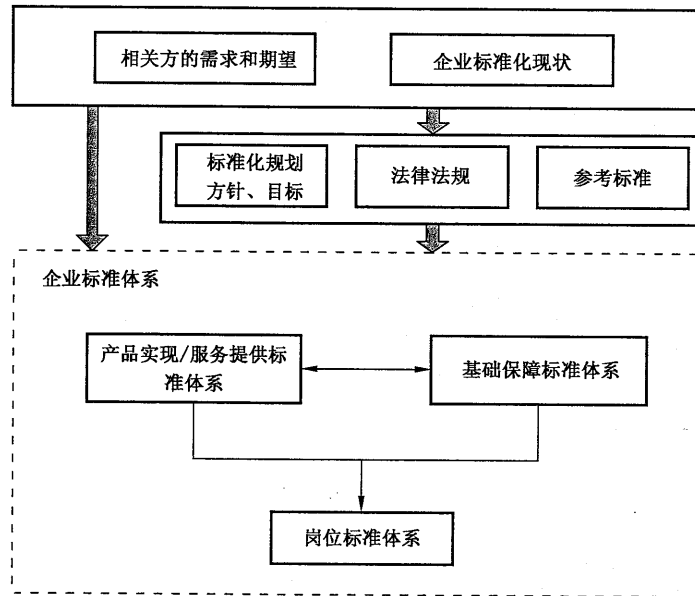 相关方的需求和期望
企业标准化现状
标准化规划
方针、目标
法律法规
参考标准
企业标准体系
产品实现/服务提供标
准体系
基础保障标准体系
岗位标准体系